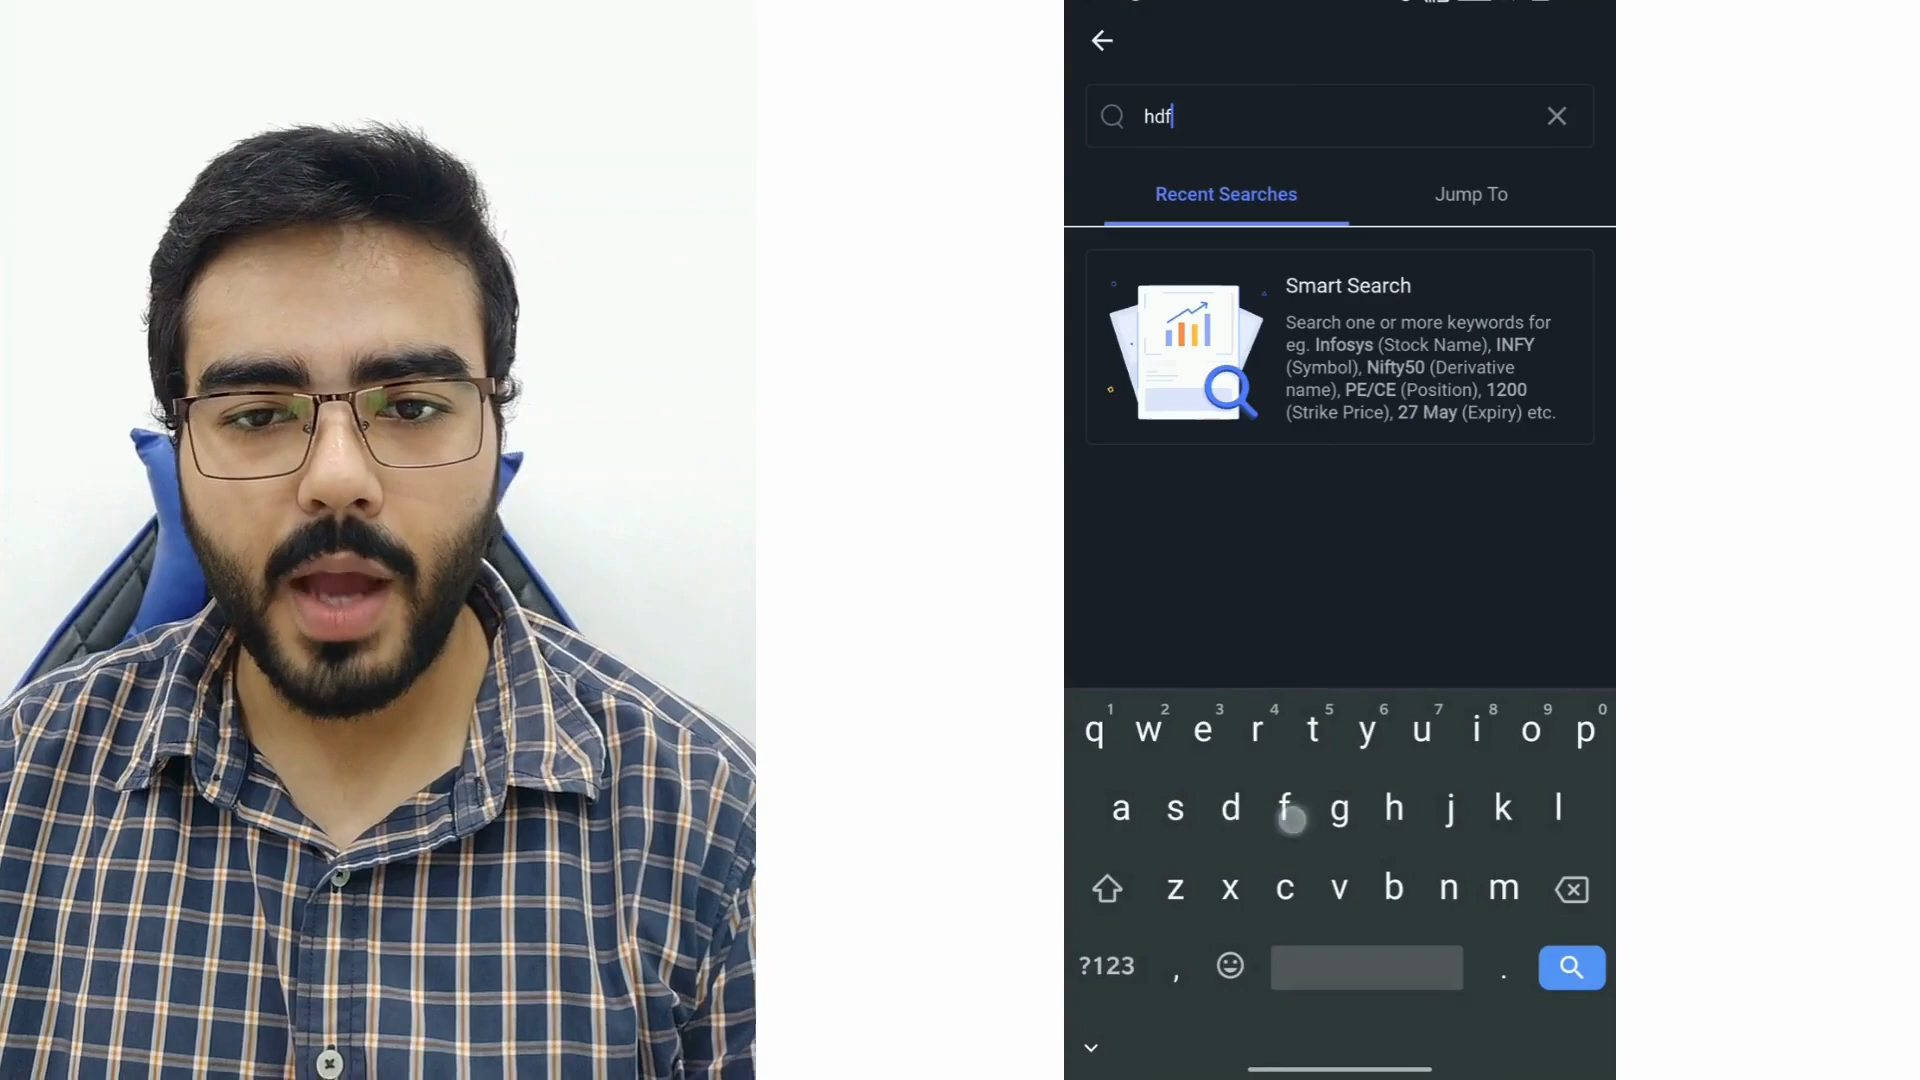 hdf
Recent Searches
Jump To
Smart Search
Search one or more keywords for
eg. Infosys (Stock Name), INFY
(Symbol), Nifty50 (Derivative
name), PE/CE (Position), 1200
(Strike Price), 27 May (Expiry) etc.
1 2 3 4 5 6 7 8 9 0
q w e r t y u i o p
a s d f g h j k l
z x c v b n m
?123 , .